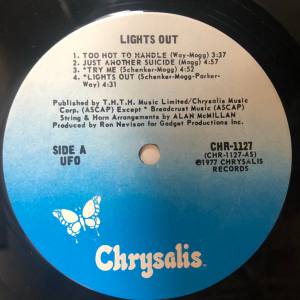 LIGHTS OUT
1. TOO HOT TO HANDLE (Way-Mogg) 3:37
2. JUST ANOTHER SUICIDE (Mogg) 4:57
3. *TRY ME (Schenker-Mogg) 4:52
4. *LIGHTS OUT (Schenker-Mogg-Parker-
Way) 4:31
Published by T.H.T.H. Music Limited/Chrysalis Music
Corp. (ASCAP) Except * Breadcrust Music (ASCAP)
String & Horn Arrangements by ALAN McMILLAN
Produced by Ron Nevison for Gadget Productions Inc.
SIDE A
UFO
CHR-1127
(CHR-1127-AS)
©1977 CHRYSALIS
RECORDS
Chrysalis